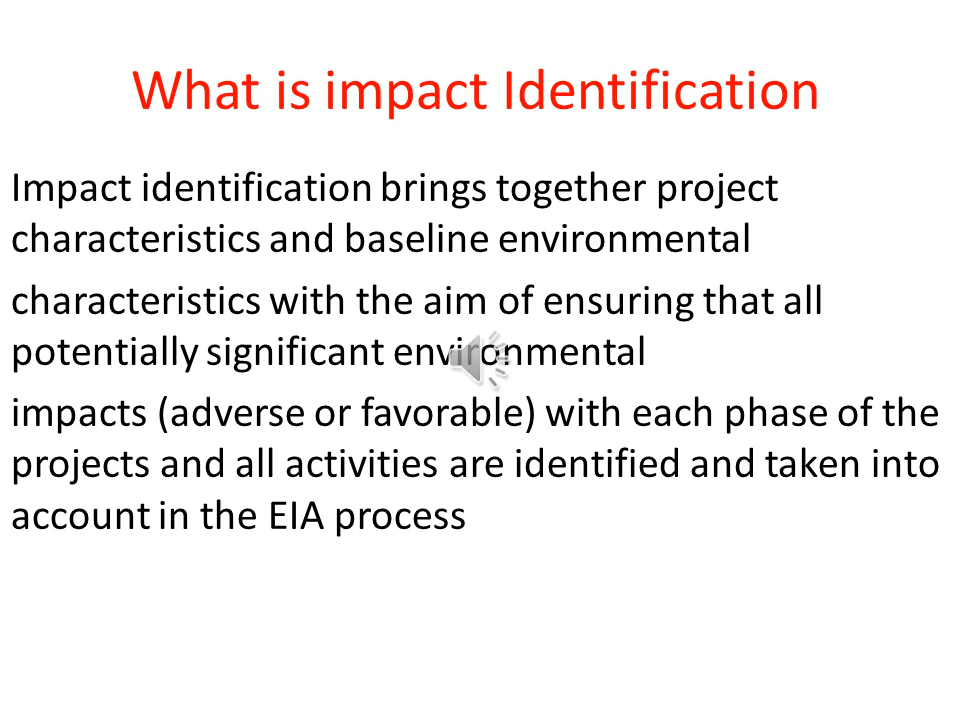 What is impact Identification
Impact identification brings together project
characteristics and baseline environmental
characteristics with the aim of ensuring that all
potentially significant environmental
impacts (adverse or favorable) with each phase of the
projects and all activities are identified and taken into
account in the EIA process